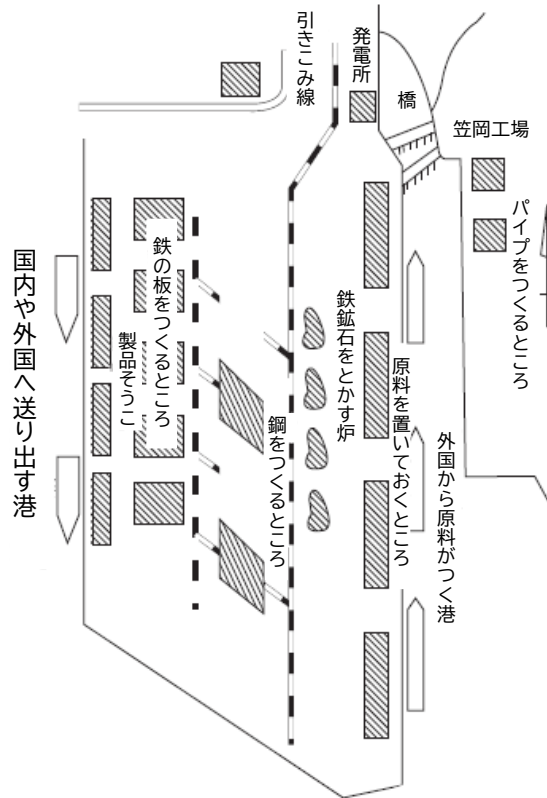 引きこみ線
発電所
橋
笠岡工場
パイプをつくるところ
鉄の板をつくるところ
製品そうこ
国内や外国へ送り出す港
鉄鉱石をとかす炉
鋼をつくるところ
原料を置いておくところ
外国から原料がつく港